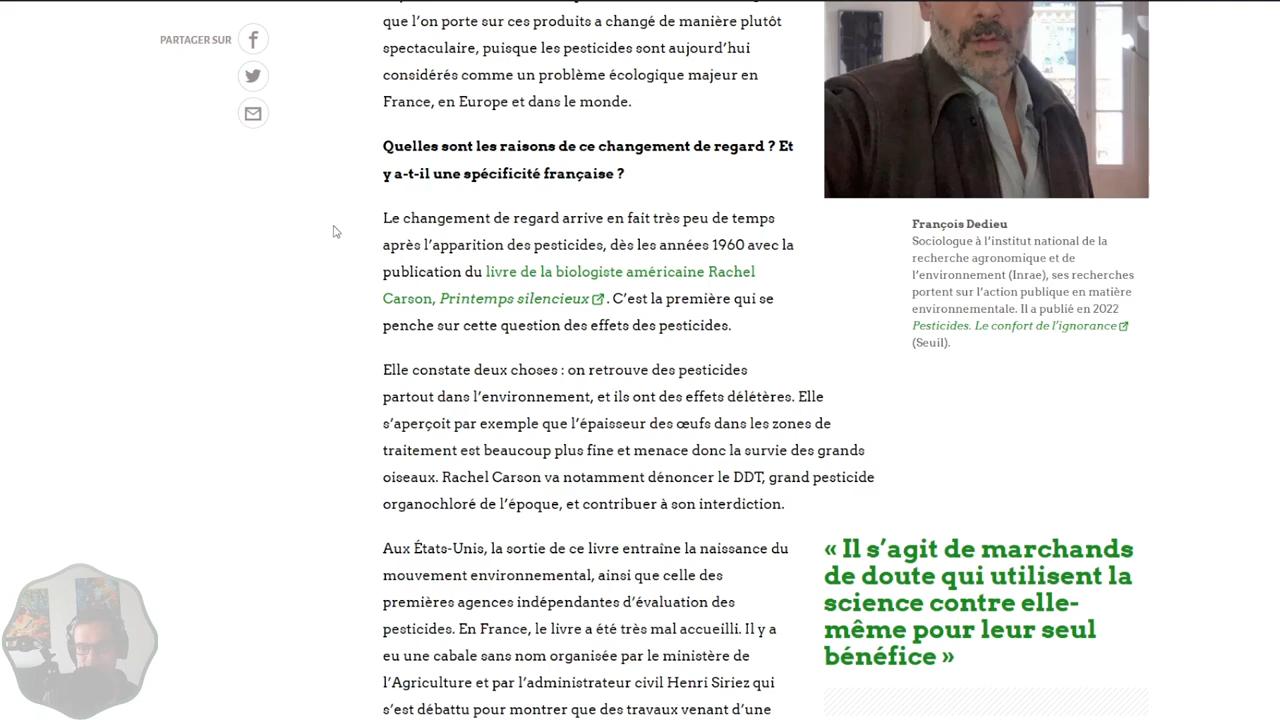 PARTAGER SUR
que l'on porte sur ces produits a changé de manière plutôt
spectaculaire, puisque les pesticides sont aujourd'hui
considérés comme un problème écologique majeur en
France, en Europe et dans le monde.
Quelles sont les raisons de ce changement de regard ? Et
y a-t-il une spécificité française ?
Le changement de regard arrive en fait très peu de temps
après l'apparition des pesticides, dès les années 1960 avec la
publication du livre de la biologiste américaine Rachel
Carson, Printemps silencieux. C'est la première qui se
penche sur cette question des effets des pesticides.
Elle constate deux choses : on retrouve des pesticides
partout dans l'environnement, et ils ont des effets délétères. Elle
s'aperçoit par exemple que l'épaisseur des œufs dans les zones de
traitement est beaucoup plus fine et menace donc la survie des grands
oiseaux. Rachel Carson va notamment dénoncer le DDT, grand pesticide
organochloré de l'époque, et contribuer à son interdiction.
Aux États-Unis, la sortie de ce livre entraîne la naissance du
mouvement environnemental, ainsi que celle des
premières agences indépendantes d'évaluation des
pesticides. En France, le livre a été très mal accueilli. Il y a
eu une cabale sans nom organisée par le ministère de
l'Agriculture et par l'administrateur civil Henri Siriez qui
s'est débattu pour montrer que des travaux venant d'une
François Dedieu
Sociologue à l'institut national de la
recherche agronomique et de
l'environnement (Inrae), ses recherches
portent sur l'action publique en matière
environnementale. Il a publié en 2022
Pesticides. Le confort de l'ignorance
(Seuil).
« Il s'agit de marchands
de doute qui utilisent la
science contre elle-
même pour leur seul
bénéfice »